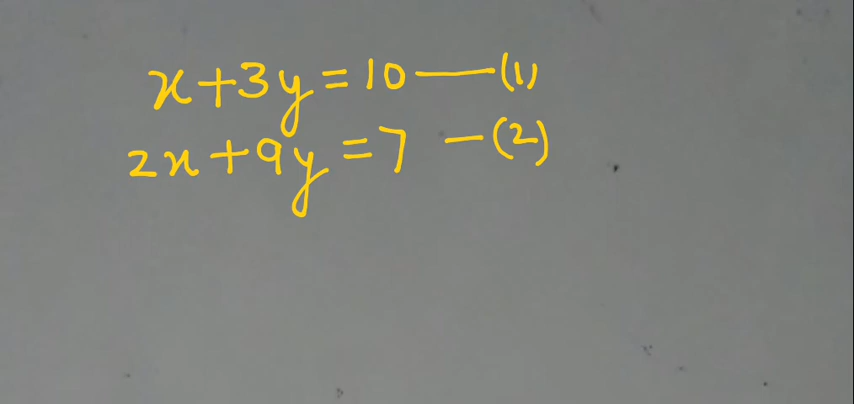 x+3y=10—(1)
2x+9y=7 —(2)